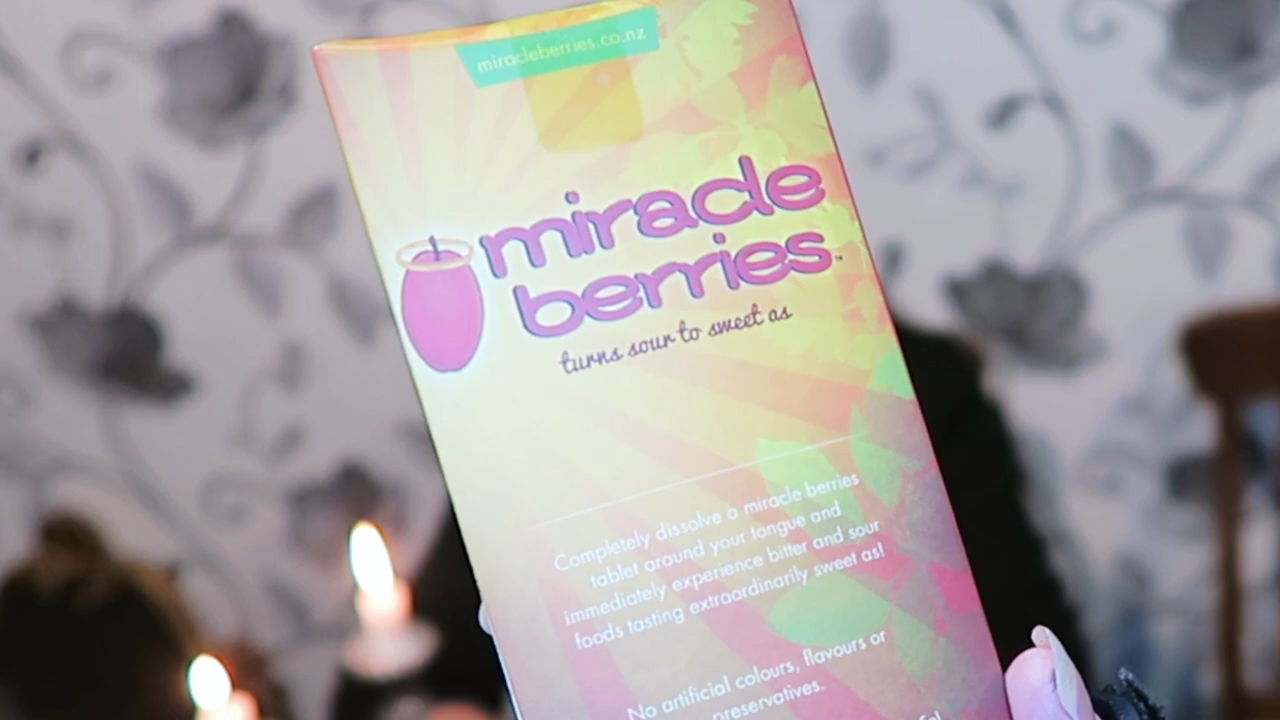 miracleberries.co.nz
miracle
berries™
turns sour to sweet as
Completely dissolve a miracle berries
tablet around your tongue and
immediately experience bitter and sour
foods tasting extraordinarily sweet as!
No artificial colours, flavours or
preservatives.